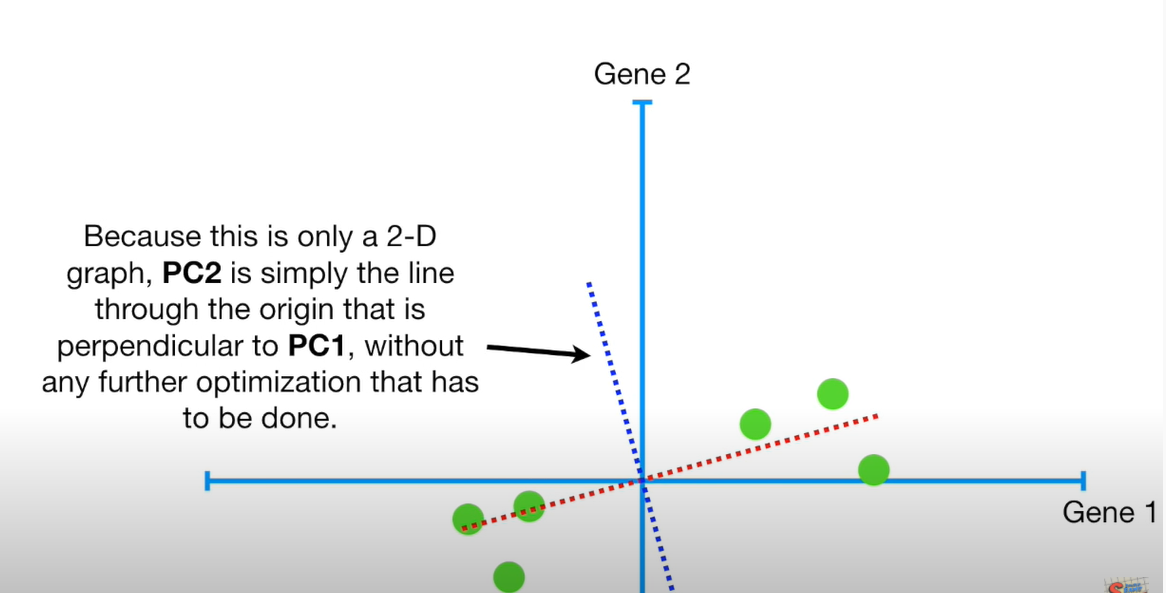 Gene 2
Because this is only a 2-D
graph, PC2 is simply the line
through the origin that is
perpendicular to PC1, without
any further optimization that has
to be done.
Gene 1